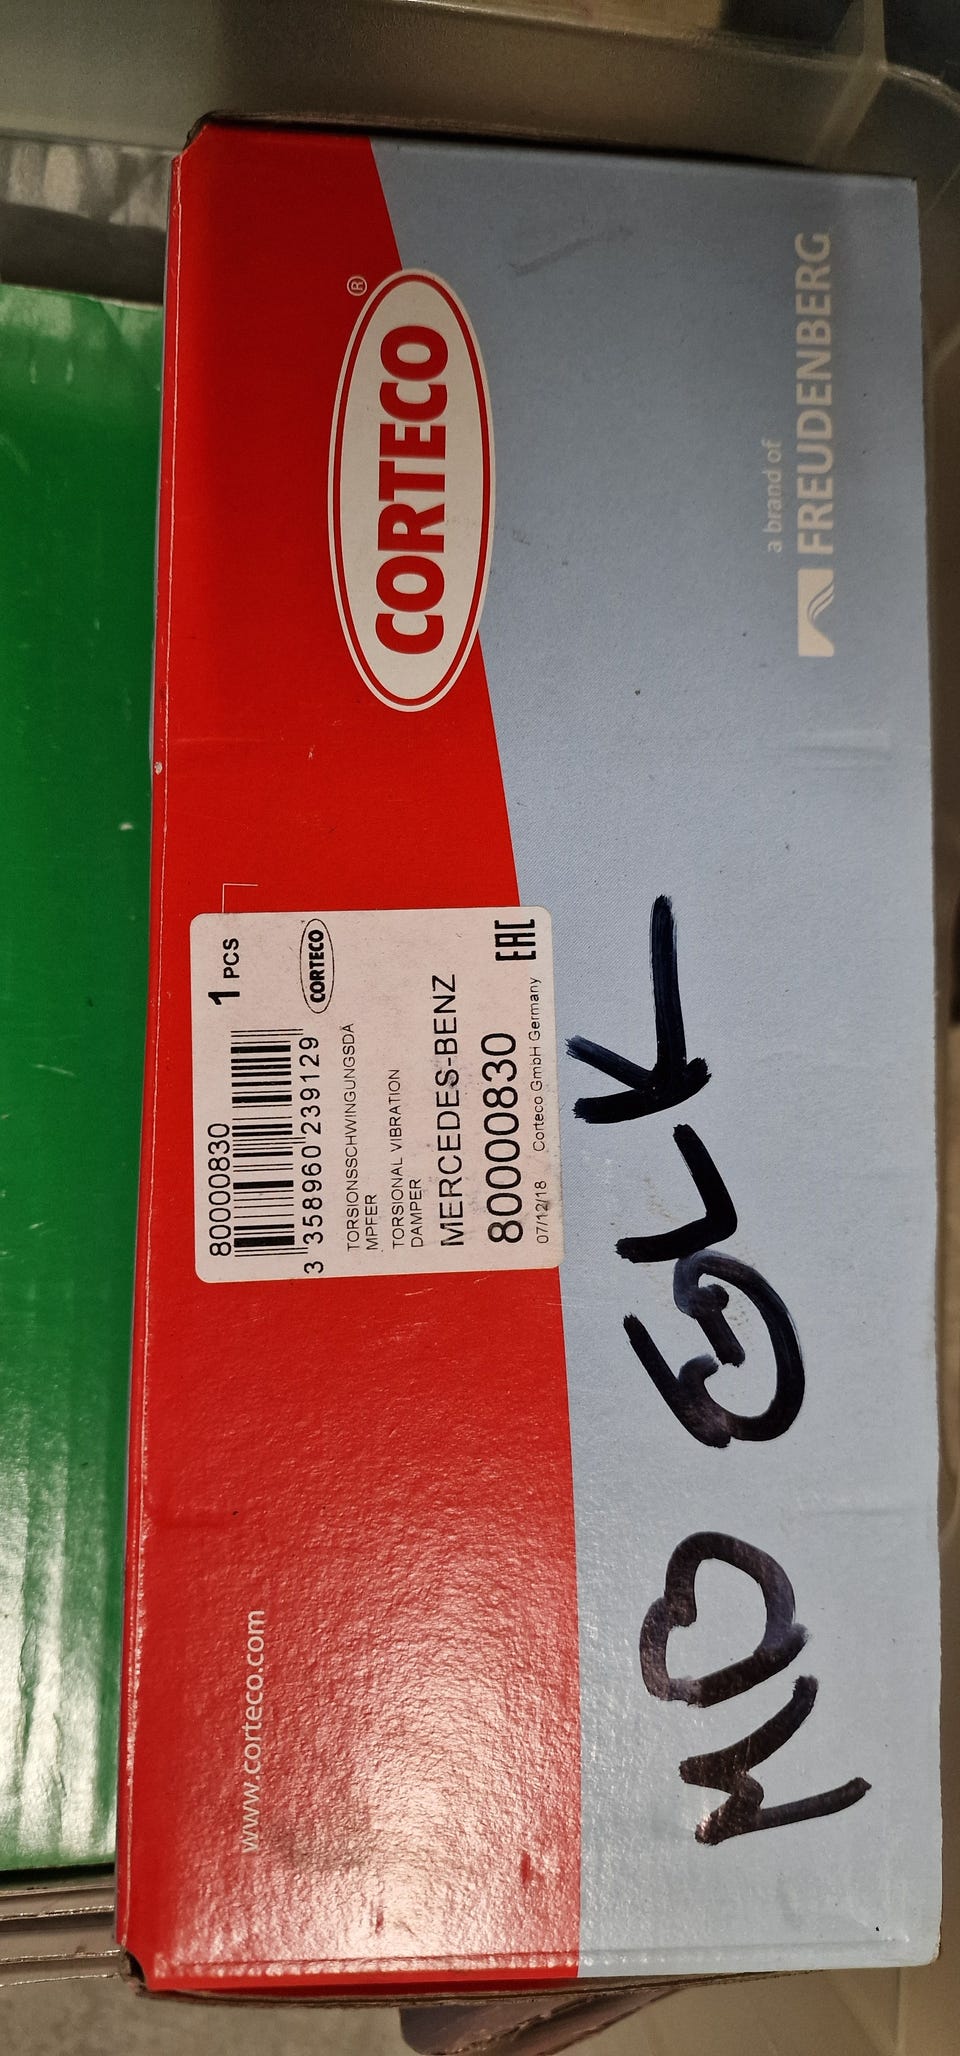 CORTECO®
a brand of
FREUDENBERG
80000830
1 PCS
3 358960 239129
CORTECO
TORSIONSSCHWINGUNGSDÄ
MPFER
TORSIONAL VIBRATION
DAMPER
MERCEDES-BENZ
80000830
EAC
07/12/18 Corteco GmbH Germany
GLK
www.corteco.com